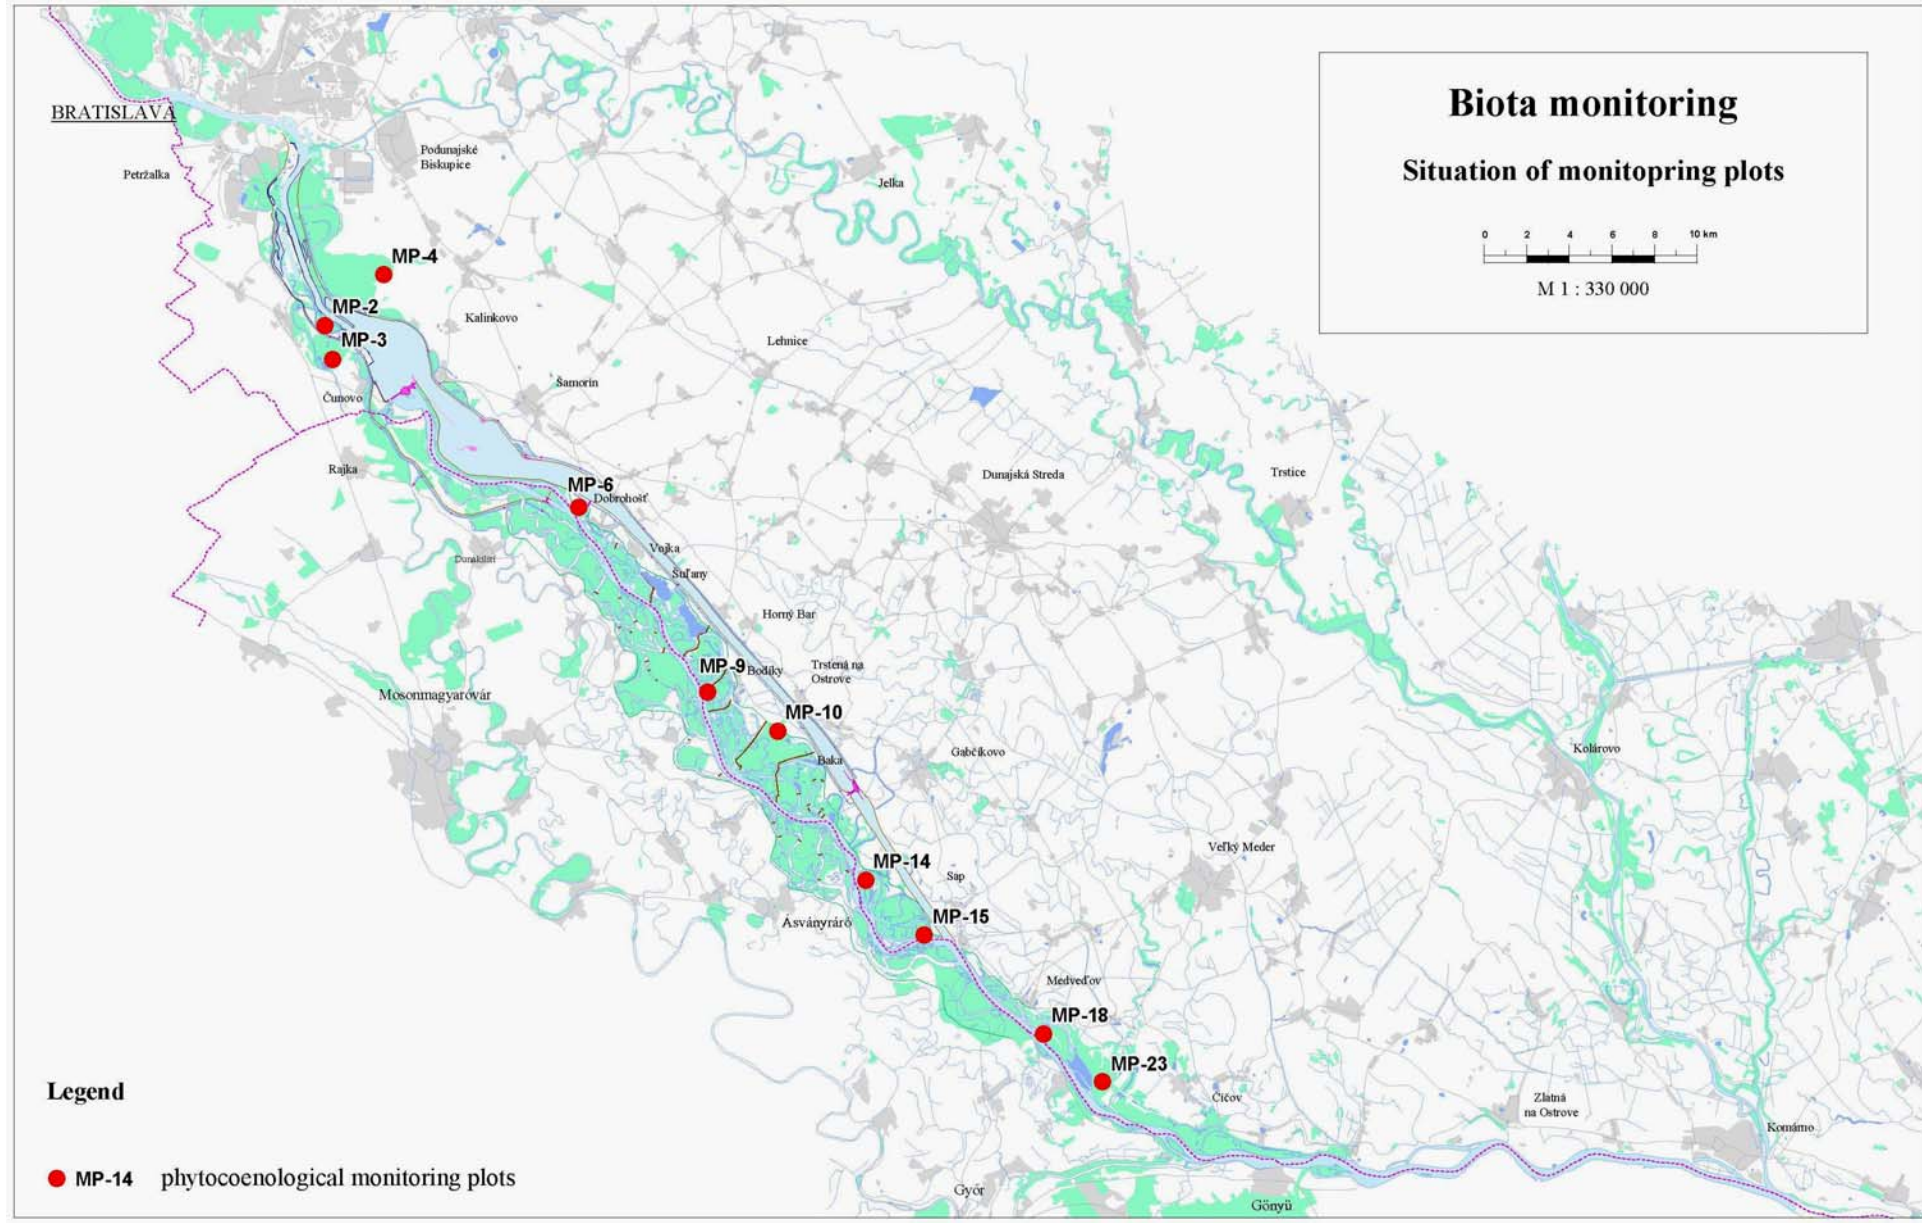 Biota monitoring
Situation of monitopring plots
0 2 4 6 8 10 km
M 1 : 330 000
BRATISLAVA
Petržalka
Podunajské
Biskupice
Jelka
MP-4
MP-2
MP-3
Kalinkovo
Lehnice
Čunovo
Šamorín
Rajka
MP-6
Dobrohošť
Dunajská Streda
Trstice
Dunakiliti
Vojka
Šuľany
Horný Bar
MP-9
Bodíky
Trstená na
Ostrove
Mosonmagyaróvár
MP-10
Baka
Gabčíkovo
Kolárovo
MP-14
Sap
Veľký Meder
Ásványráró
MP-15
Medveďov
MP-18
MP-23
Číčov
Zlatná
na Ostrove
Komárno
Győr
Gönyü
Legend
MP-14 phytocoenological monitoring plots